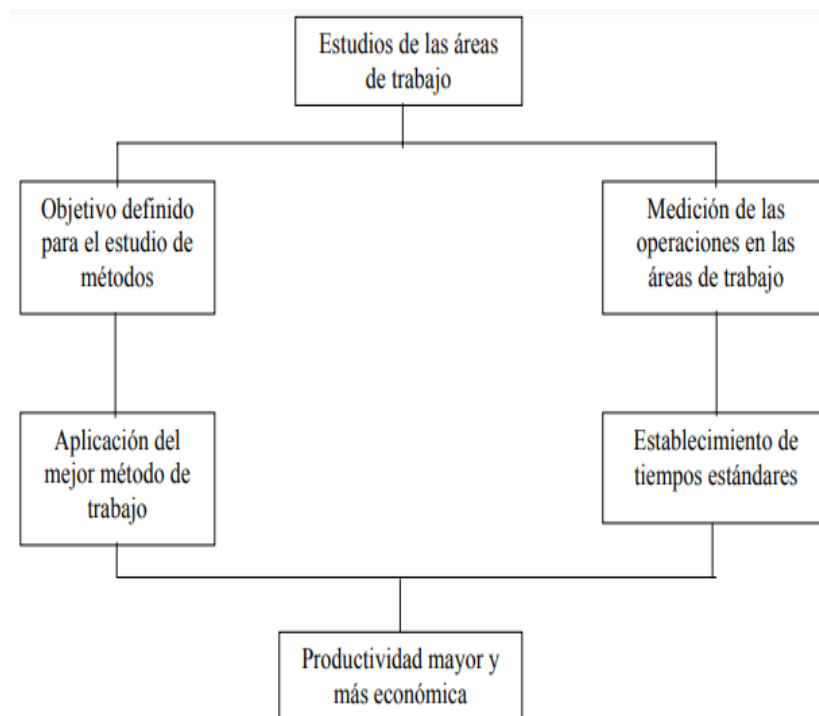 Estudios de las áreas
de trabajo
Objetivo definido
para el estudio de
métodos
Medición de las
operaciones en las
áreas de trabajo
Aplicación del
mejor método de
trabajo
Establecimiento de
tiempos estándares
Productividad mayor y
más económica